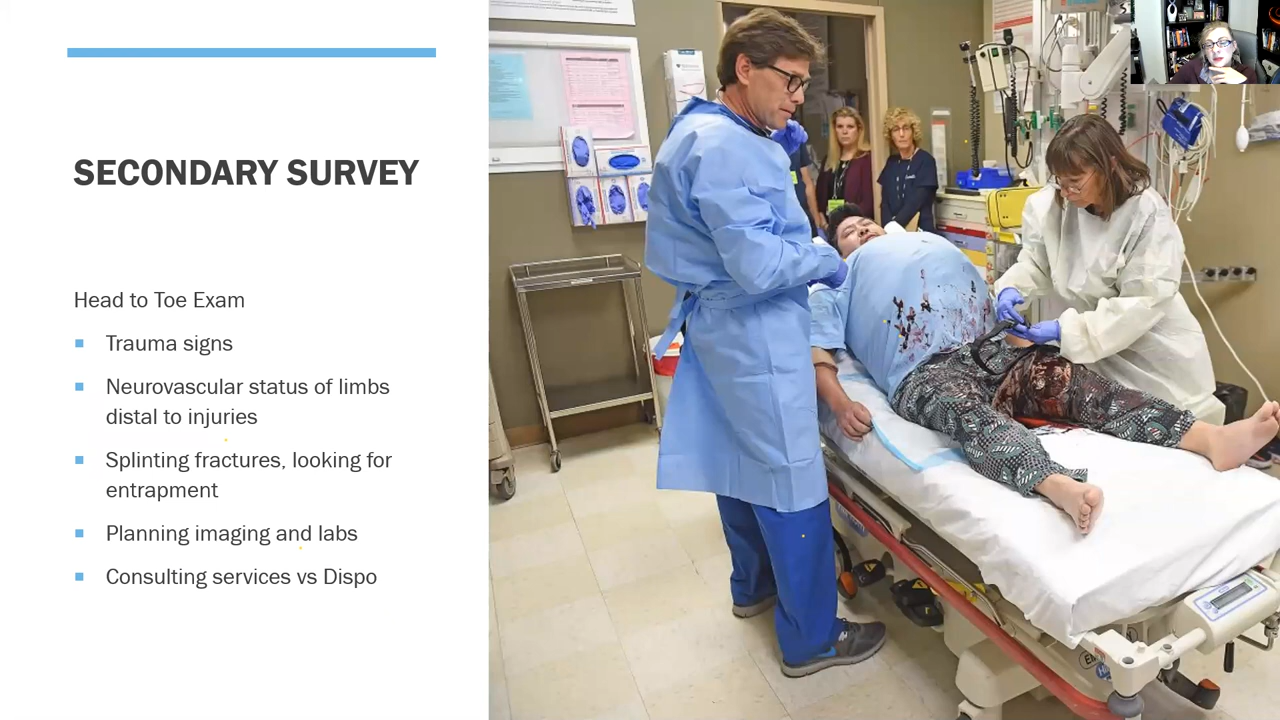 SECONDARY SURVEY
Head to Toe Exam
Trauma signs
Neurovascular status of limbs
distal to injuries
Splinting fractures, looking for
entrapment
Planning imaging and labs
Consulting services vs Dispo